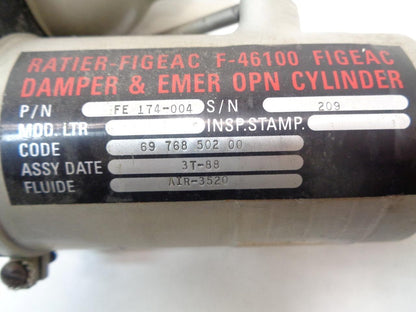 RATIER-FIGEAC F-46100 FIGEAC
DAMPER & EMER OPN CYLINDER
P/N FE 174-004 S/N 209
MOD. LTR INSP. STAMP.
CODE 69 768 502 00
ASSY DATE 3T-88
FLUIDE AIR-3520